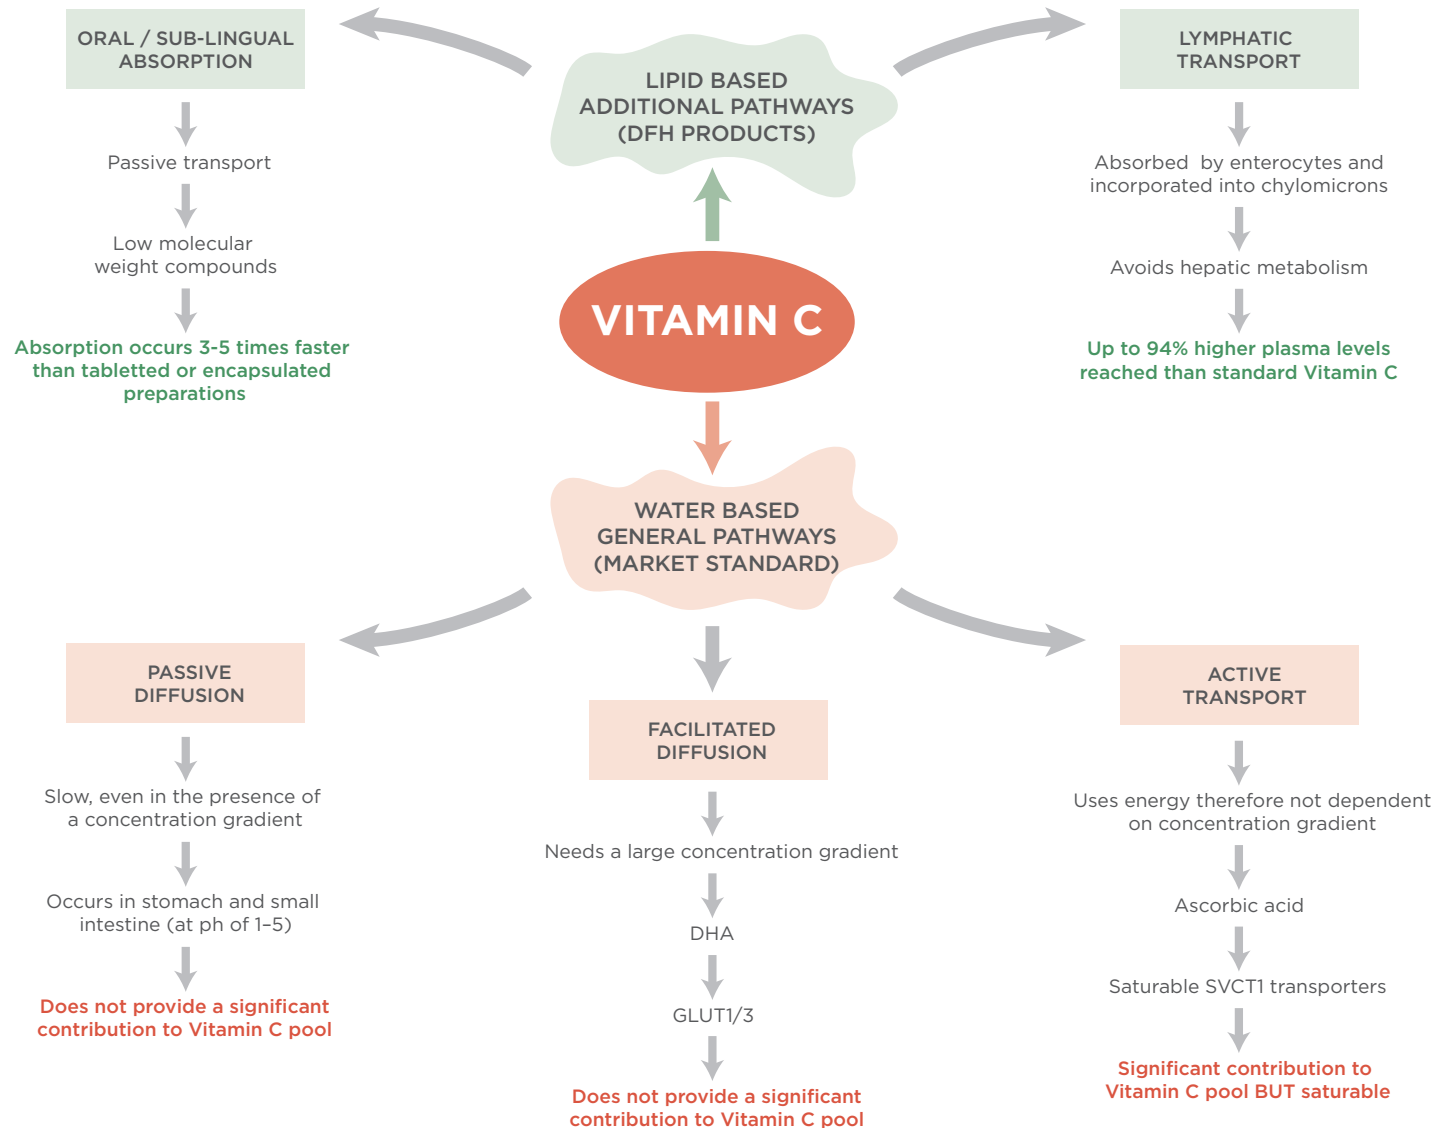 ORAL / SUB-LINGUAL
ABSORPTION
Passive transport
Low molecular
weight compounds
Absorption occurs 3-5 times faster
than tabletted or encapsulated
preparations
LIPID BASED
ADDITIONAL PATHWAYS
(DFH PRODUCTS)
LYMPHATIC
TRANSPORT
Absorbed by enterocytes and
incorporated into chylomicrons
Avoids hepatic metabolism
Up to 94% higher plasma levels
reached than standard Vitamin C
VITAMIN C
WATER BASED
GENERAL PATHWAYS
(MARKET STANDARD)
PASSIVE
DIFFUSION
Slow, even in the presence of
a concentration gradient
Occurs in stomach and small
intestine (at ph of 1–5)
Does not provide a significant
contribution to Vitamin C pool
FACILITATED
DIFFUSION
Needs a large concentration gradient
DHA
GLUT1/3
Does not provide a significant
contribution to Vitamin C pool
ACTIVE
TRANSPORT
Uses energy therefore not dependent
on concentration gradient
Ascorbic acid
Saturable SVCT1 transporters
Significant contribution to
Vitamin C pool BUT saturable